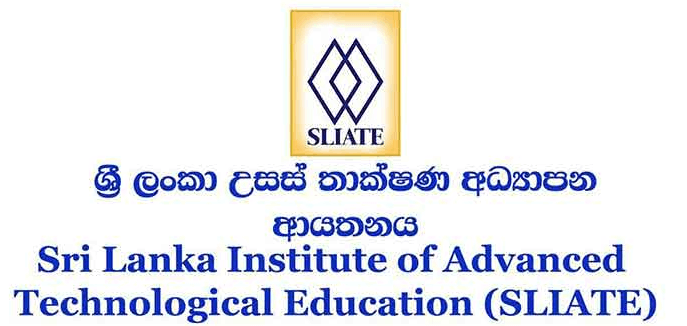 SLIATE
ශ්‍රී ලංකා උසස් තාක්ෂණ අධ්‍යාපන
ආයතනය
Sri Lanka Institute of Advanced
Technological Education (SLIATE)